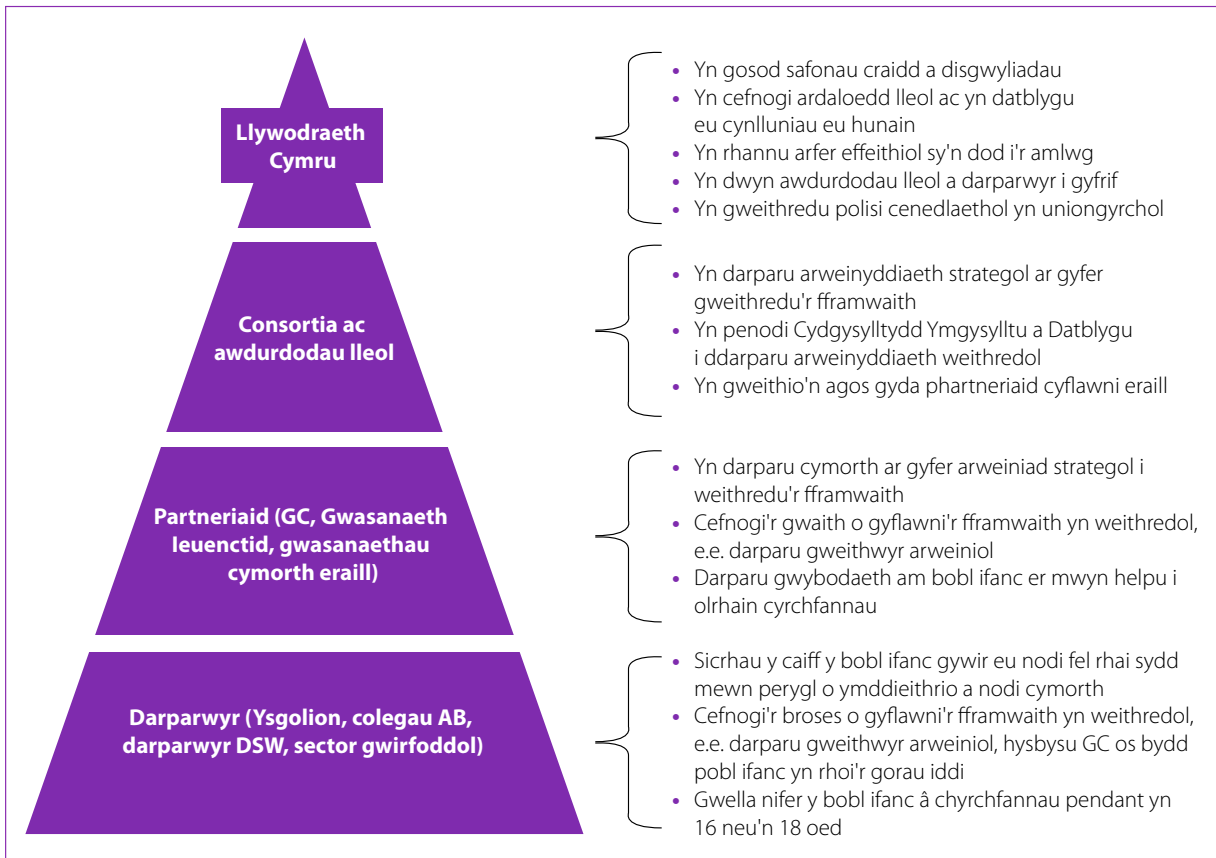 Llywodraeth
Cymru
• Yn gosod safonau craidd a disgwyliadau
• Yn cefnogi ardaloedd lleol ac yn datblygu
eu cynlluniau eu hunain
• Yn rhannu arfer effeithiol sy'n dod i'r amlwg
• Yn dwyn awdurdodau lleol a darparwyr i gyfrif
• Yn gweithredu polisi cenedlaethol yn uniongyrchol
Consortia ac
awdurdodau lleol
• Yn darparu arweinyddiaeth strategol ar gyfer
gweithredu'r fframwaith
• Yn penodi Cydgysylltydd Ymgysylltu a Datblygu
i ddarparu arweinyddiaeth weithredol
• Yn gweithio'n agos gyda phartneriaid cyflawni eraill
Partneriaid (GC, Gwasanaeth
Ieuenctid, gwasanaethau
cymorth eraill)
• Yn darparu cymorth ar gyfer arweiniad strategol i
weithredu'r fframwaith
• Cefnogi'r gwaith o gyflawni'r fframwaith yn weithredol,
e.e. darparu gweithwyr arweiniol
• Darparu gwybodaeth am bobl ifanc er mwyn helpu i
olrhain cyrchfannau
Darparwyr (Ysgolion, colegau AB,
darparwyr DSW, sector gwirfoddol)
• Sicrhau y caiff y bobl ifanc gywir eu nodi fel rhai sydd
mewn perygl o ymddieithrio a nodi cymorth
• Cefnogi'r broses o gyflawni'r fframwaith yn weithredol,
e.e. darparu gweithwyr arweiniol, hysbysu GC os bydd
pobl ifanc yn rhoi'r gorau iddi
• Gwella nifer y bobl ifanc â chyrchfannau pendant yn
16 neu'n 18 oed